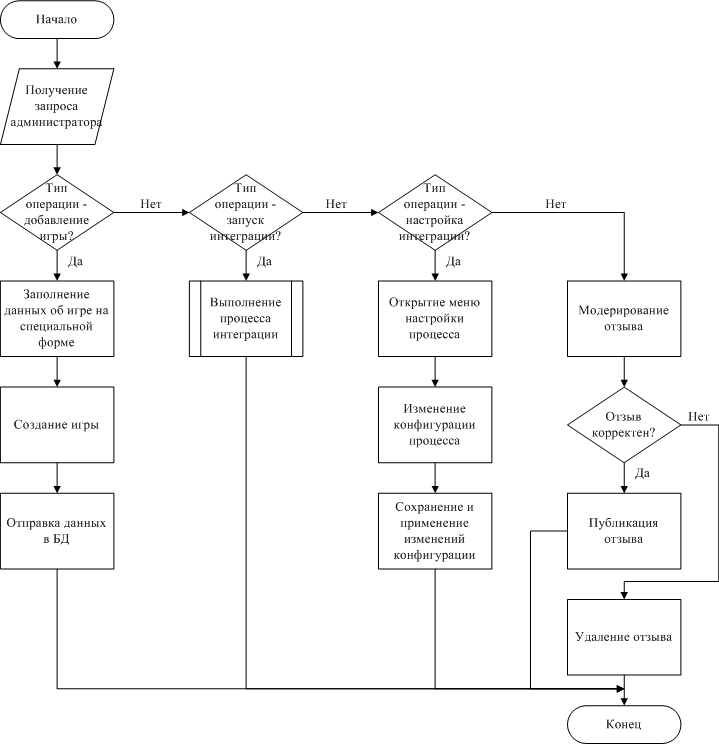 Начало
Получение
запроса
администратора
Тип
операции -
добавление
игры?
Нет
Тип
операции -
запуск
интеграции?
Нет
Тип
операции -
настройка
интеграции?
Нет
Да
Да
Да
Заполнение
данных об игре на
специальной
форме
Выполнение
процесса
интеграции
Открытие меню
настройки
процесса
Модерирование
отзыва
Создание игры
Изменение
конфигурации
процесса
Отзыв
корректен?
Нет
Да
Отправка данных
в БД
Сохранение и
применение
изменений
конфигурации
Публикация
отзыва
Удаление отзыва
Конец